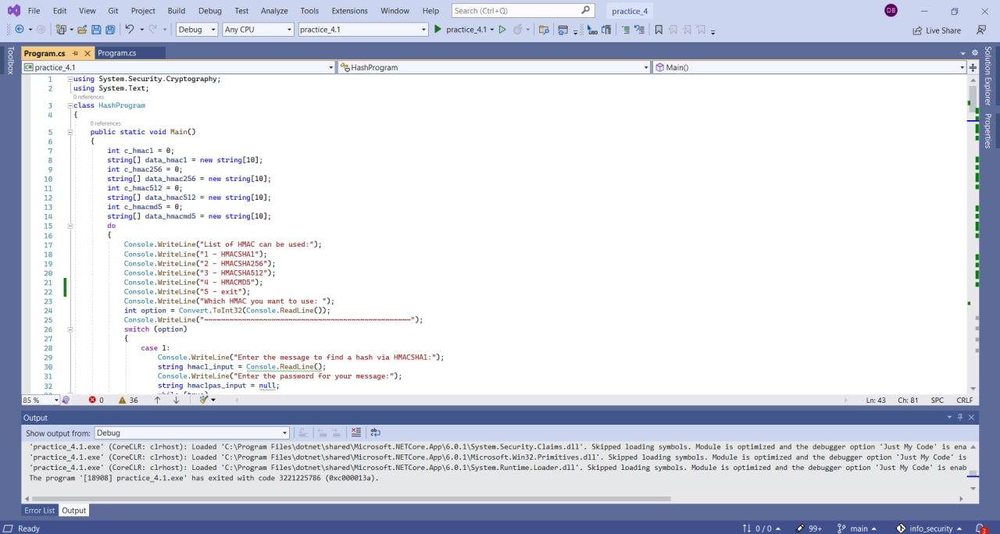 File Edit View Git Project Build Debug Test Analyze Tools Extensions Window Help Search (Ctrl+Q) practice_4 DB
Debug Any CPU practice_4.1 practice_4.1 Live Share
Toolbox
Program.cs Program.cs
practice_4.1 HashProgram Main()
1 using System.Security.Cryptography;
2 using System.Text;
0 references
3 class HashProgram
4 {
0 references
5 public static void Main()
6 {
7 int c_hmac1 = 0;
8 string[] data_hmac1 = new string[10];
9 int c_hmac256 = 0;
10 string[] data_hmac256 = new string[10];
11 int c_hmac512 = 0;
12 string[] data_hmac512 = new string[10];
13 int c_hmacmd5 = 0;
14 string[] data_hmacmd5 = new string[10];
15 do
16 {
17 Console.WriteLine("List of HMAC can be used:");
18 Console.WriteLine("1 - HMACSHA1");
19 Console.WriteLine("2 - HMACSHA256");
20 Console.WriteLine("3 - HMACSHA512");
21 Console.WriteLine("4 - HMACMD5");
22 Console.WriteLine("5 - exit");
23 Console.WriteLine("Which HMAC you want to use: ");
24 int option = Convert.ToInt32(Console.ReadLine());
25 Console.WriteLine("~~~~~~~~~~~~~~~~~~~~~~~~~~~~~~~~~~~~~~~~~~~~~~~~~");
26 switch (option)
27 {
28 case 1:
29 Console.WriteLine("Enter the message to find a hash via HMACSHA1:");
30 string hmac1_input = Console.ReadLine();
31 Console.WriteLine("Enter the password for your message:");
32 string hmac1pas_input = null;
Solution Explorer
Properties
85 % 0 36 Ln: 43 Ch: 81 SPC CRLF
Output
Show output from: Debug
'practice_4.1.exe' (CoreCLR: clrhost): Loaded 'C:\Program Files\dotnet\shared\Microsoft.NETCore.App\6.0.1\System.Security.Claims.dll'. Skipped loading symbols. Module is optimized and the debugger option 'Just My Code' is ena
'practice_4.1.exe' (CoreCLR: clrhost): Loaded 'C:\Program Files\dotnet\shared\Microsoft.NETCore.App\6.0.1\Microsoft.Win32.Primitives.dll'. Skipped loading symbols. Module is optimized and the debugger option 'Just My Code' is
'practice_4.1.exe' (CoreCLR: clrhost): Loaded 'C:\Program Files\dotnet\shared\Microsoft.NETCore.App\6.0.1\System.Runtime.Loader.dll'. Skipped loading symbols. Module is optimized and the debugger option 'Just My Code' is enab
The program '[18908] practice_4.1.exe' has exited with code 3221225786 (0xc000013a).
Error List Output
Ready 0 / 0 99+ main info_security 3